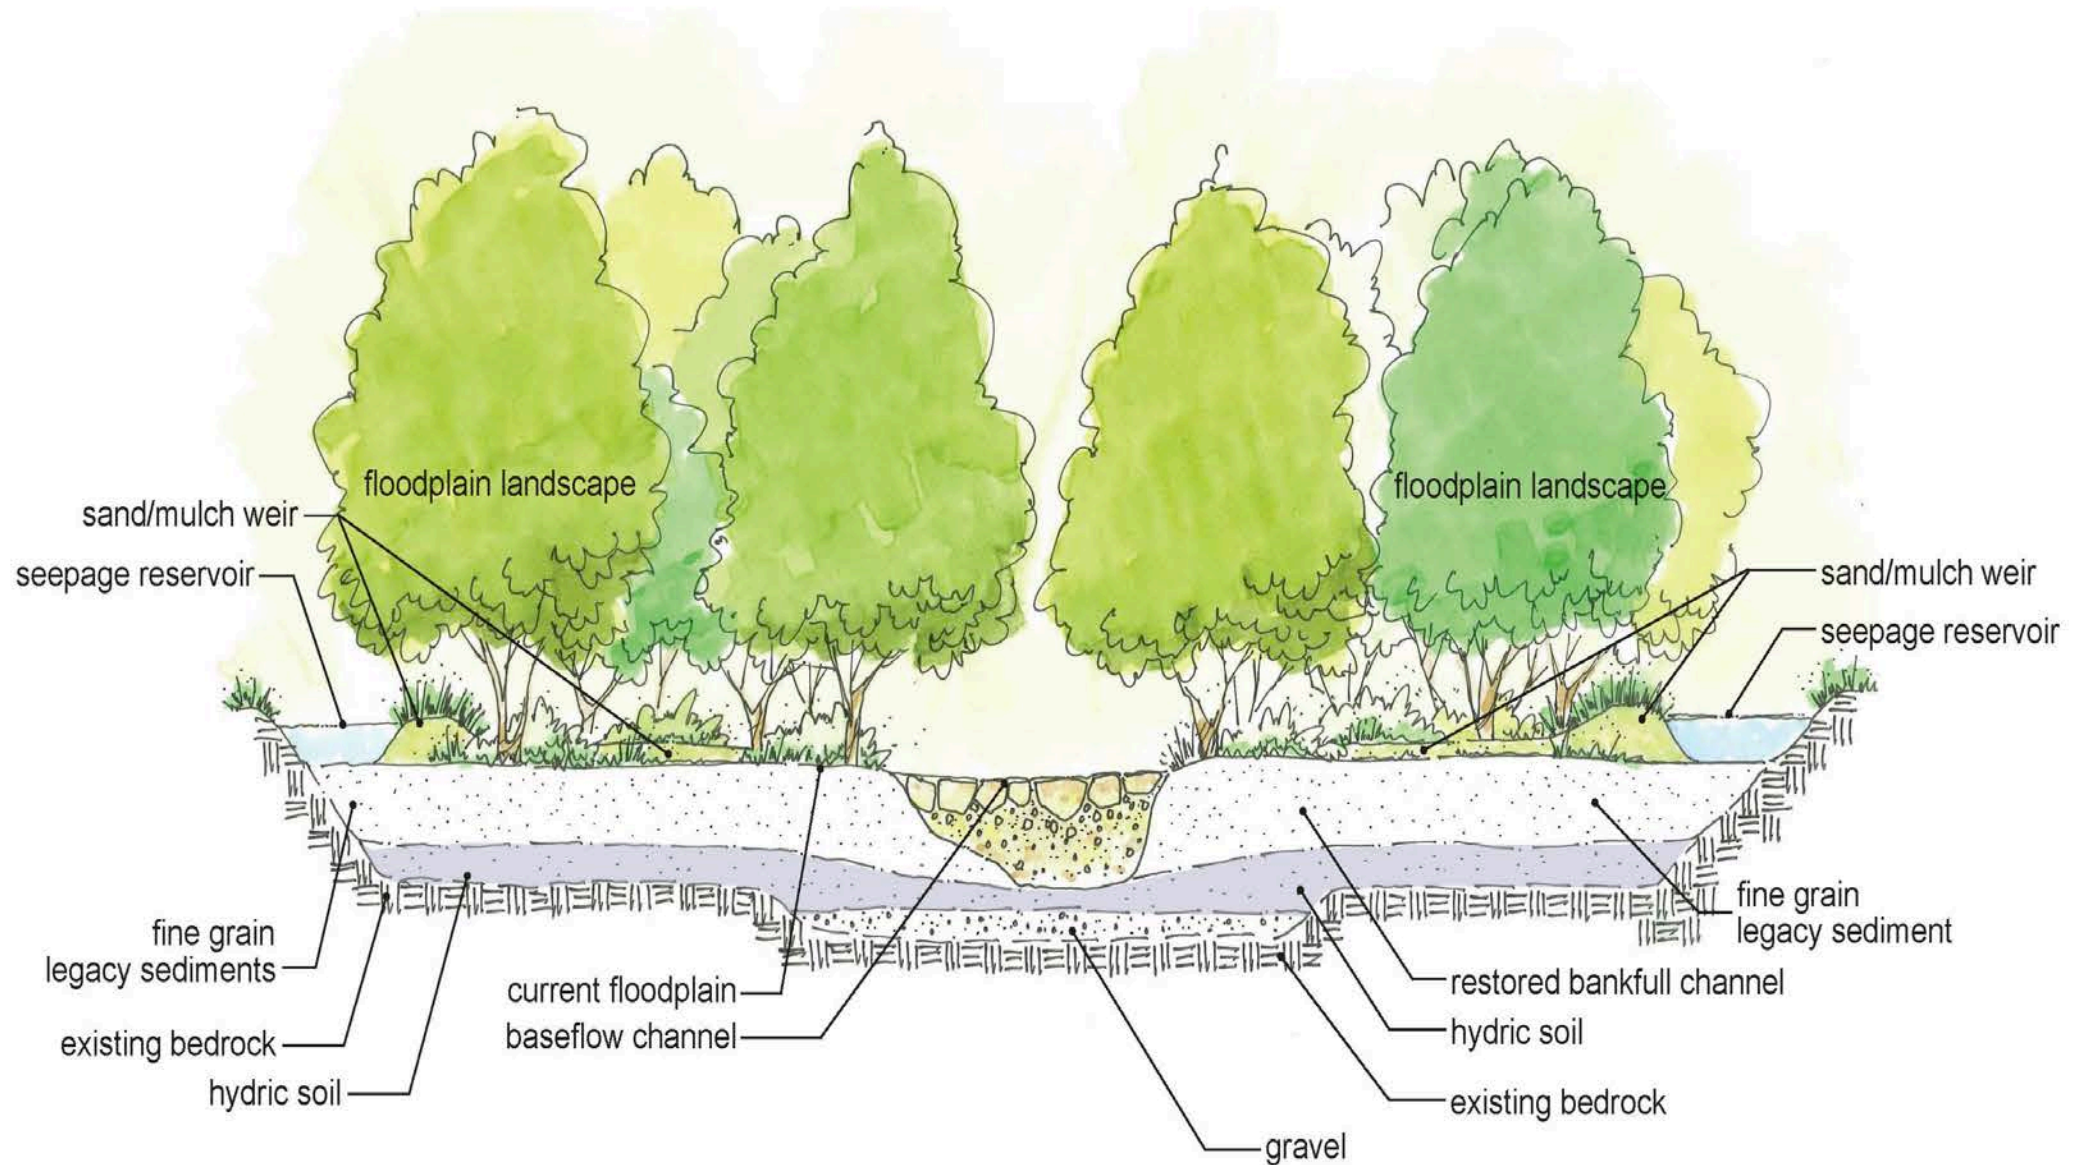 floodplain landscape
floodplain landscape
sand/mulch weir
seepage reservoir
sand/mulch weir
seepage reservoir
fine grain
legacy sediments
existing bedrock
hydric soil
current floodplain
baseflow channel
fine grain
legacy sediment
restored bankfull channel
hydric soil
existing bedrock
gravel